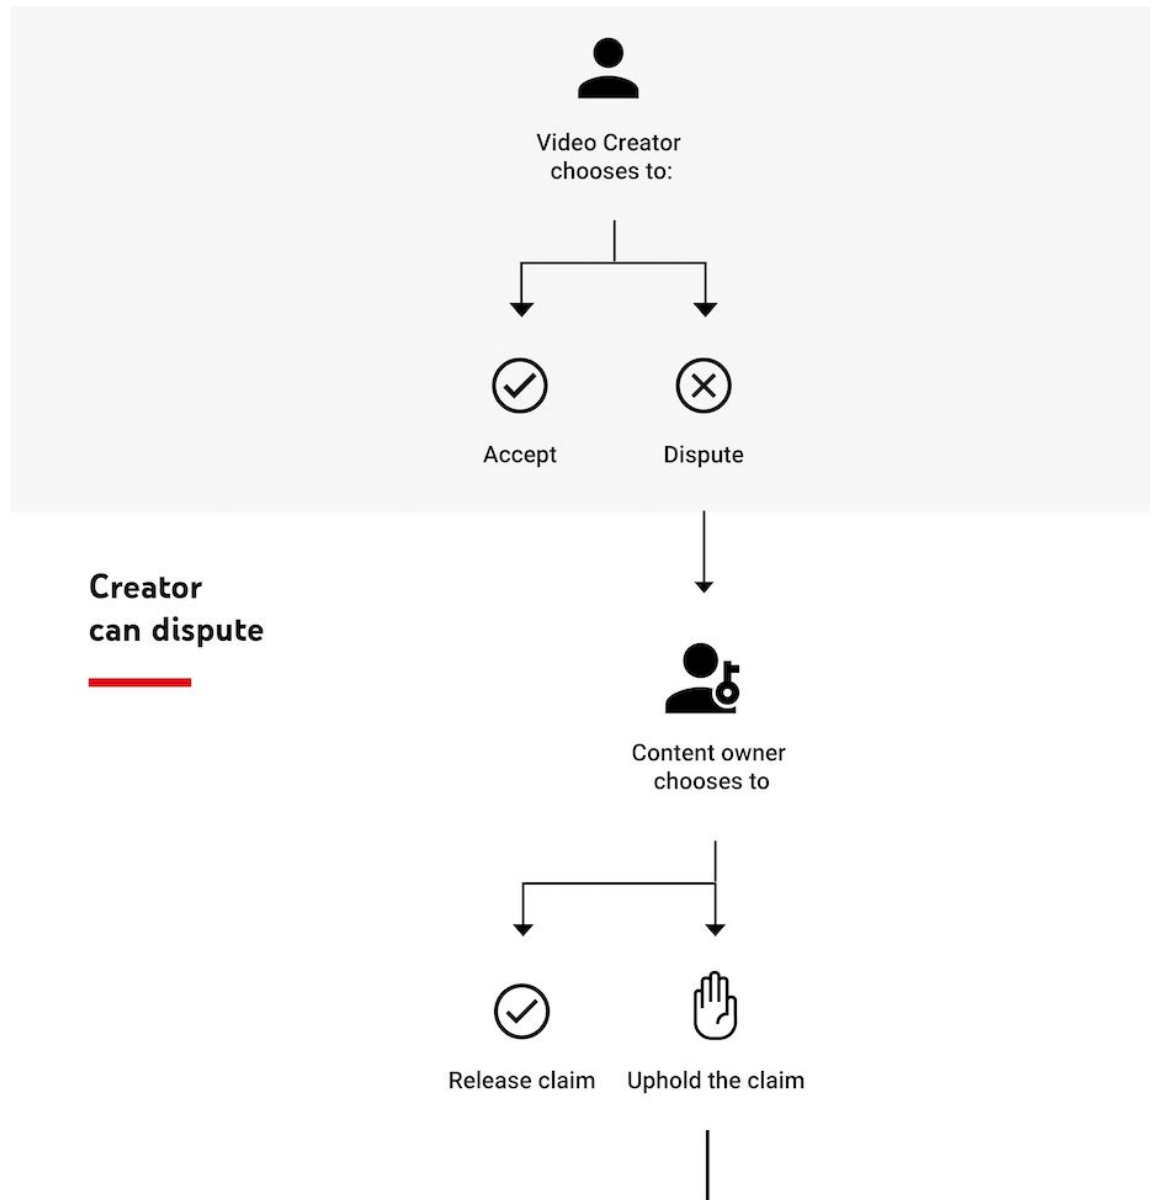 Video Creator
chooses to:
Accept
Dispute
Creator
can dispute
Content owner
chooses to
Release claim
Uphold the claim